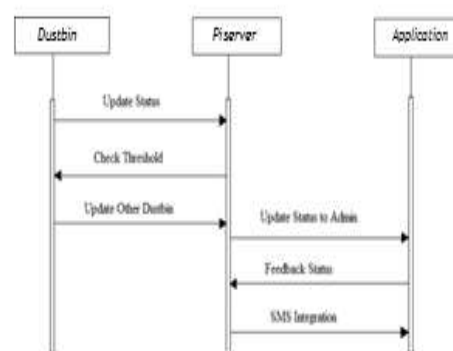 Dustbin
Piserver
Application
Update Status
Check Threshold
Update Other Dustbin
Update Status to Admin
Feedback Status
SMS Integration